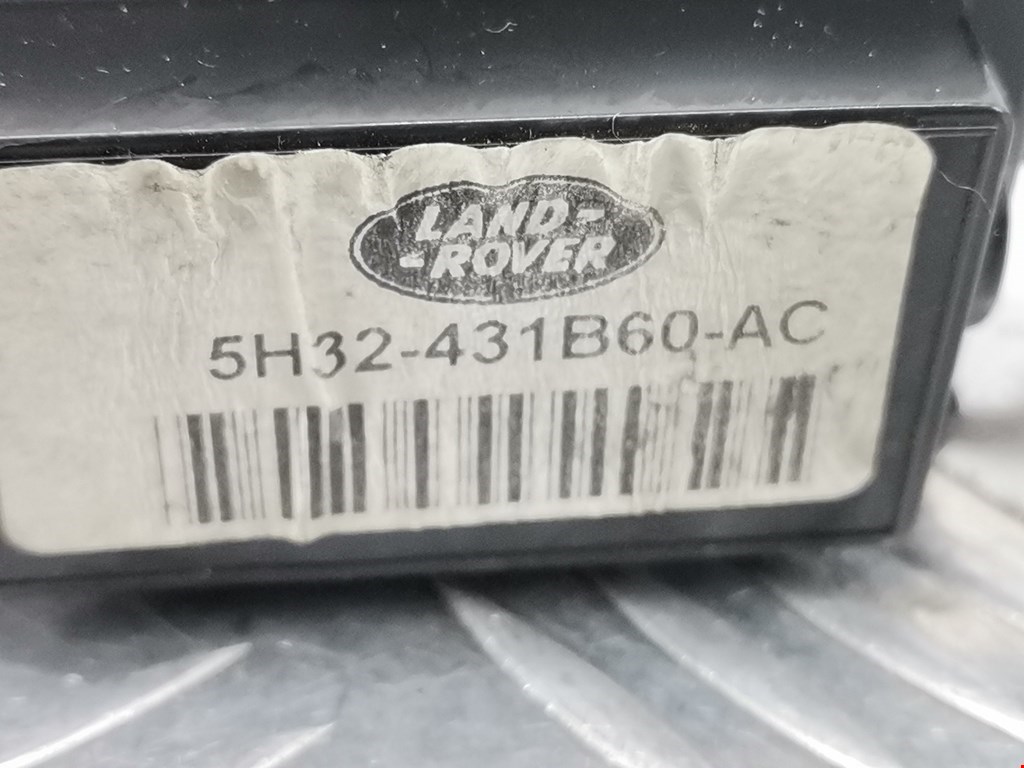 LAND-
-ROVER
5H32-431B60-AC